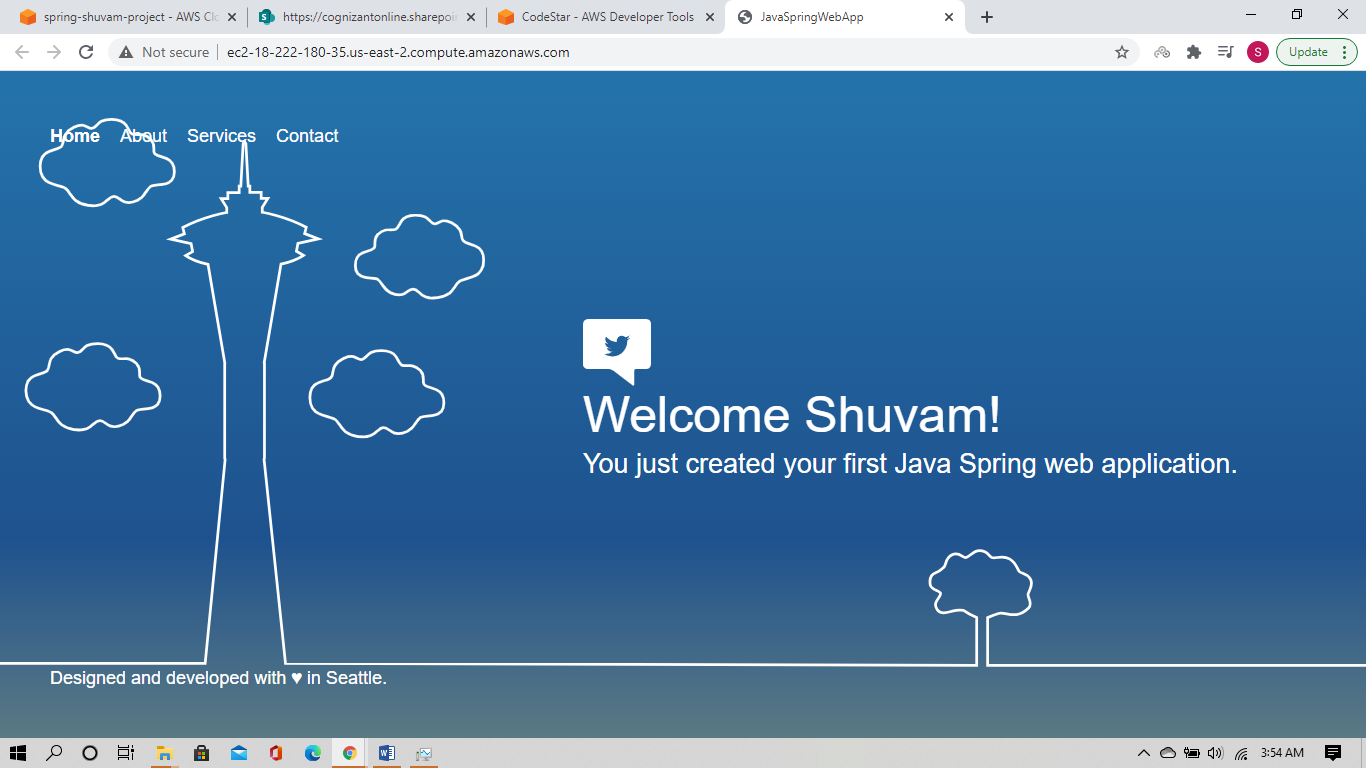 spring-shuvam-project - AWS Clo
https://cognizantonline.sharepoi
CodeStar - AWS Developer Tools
JavaSpringWebApp
Not secure
ec2-18-222-180-35.us-east-2.compute.amazonaws.com
S
Update
Home About Services Contact
Welcome Shuvam!
You just created your first Java Spring web application.
Designed and developed with ♥ in Seattle.
3:54 AM